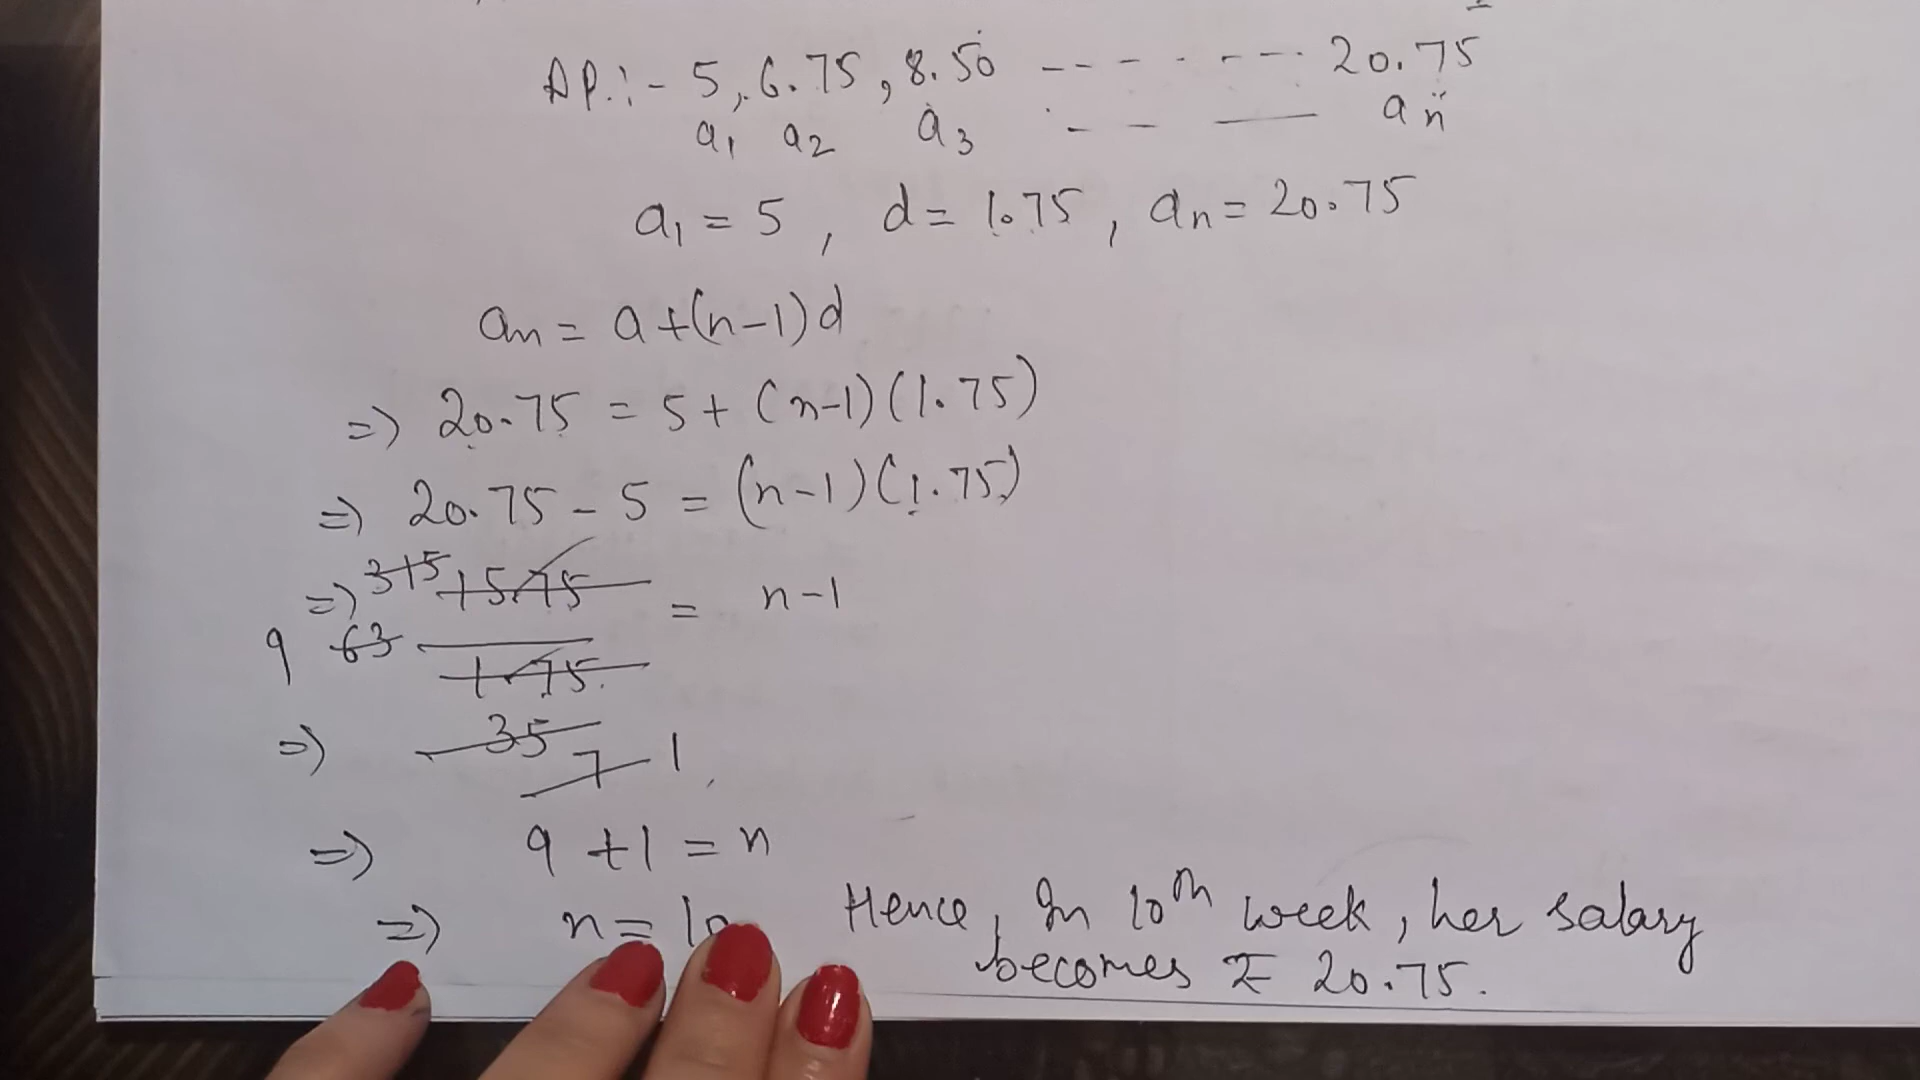 AP.:- 5, 6.75, 8.50 ---------- 20.75
a1 a2 a3 ------ an
a1 = 5, d = 1.75, an = 20.75
an = a + (n-1)d
=> 20.75 = 5 + (n-1)(1.75)
=> 20.75 - 5 = (n-1)(1.75)
=> 315 15.75 = n-1
9 63
1.75
=> 35 7 1
=> 9 + 1 = n
=> n = 10 Hence, In 10th week, her salary
becomes ₹ 20.75.